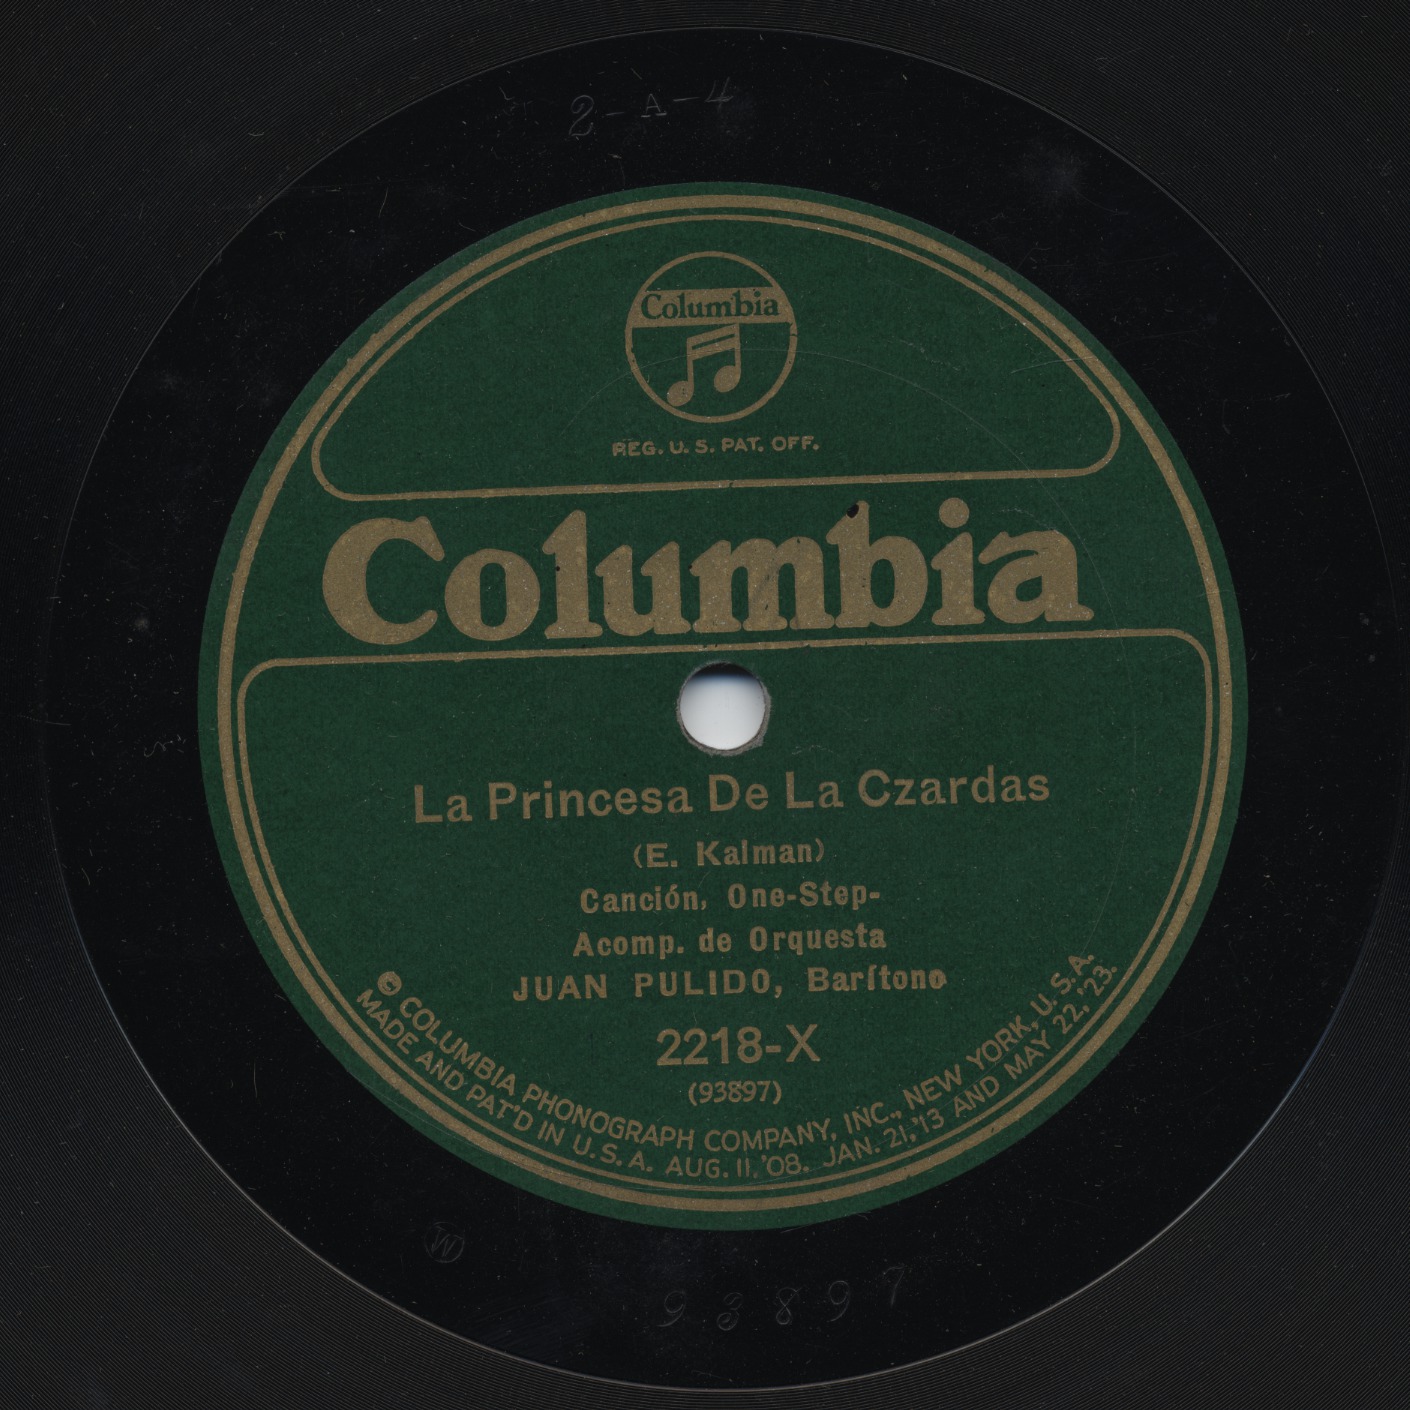 2-A-4
Columbia
REG. U. S. PAT. OFF.
Columbia
La Princesa De La Czardas
(E. Kalman)
Canción, One-Step-
Acomp. de Orquesta
JUAN PULIDO, Barítono
2218-X
(93897)
© COLUMBIA PHONOGRAPH COMPANY, INC., NEW YORK, U. S. A.
MADE AND PAT'D IN U. S. A. AUG. 11, '08. JAN. 21, '13 AND MAY 22, '23.
W
93897